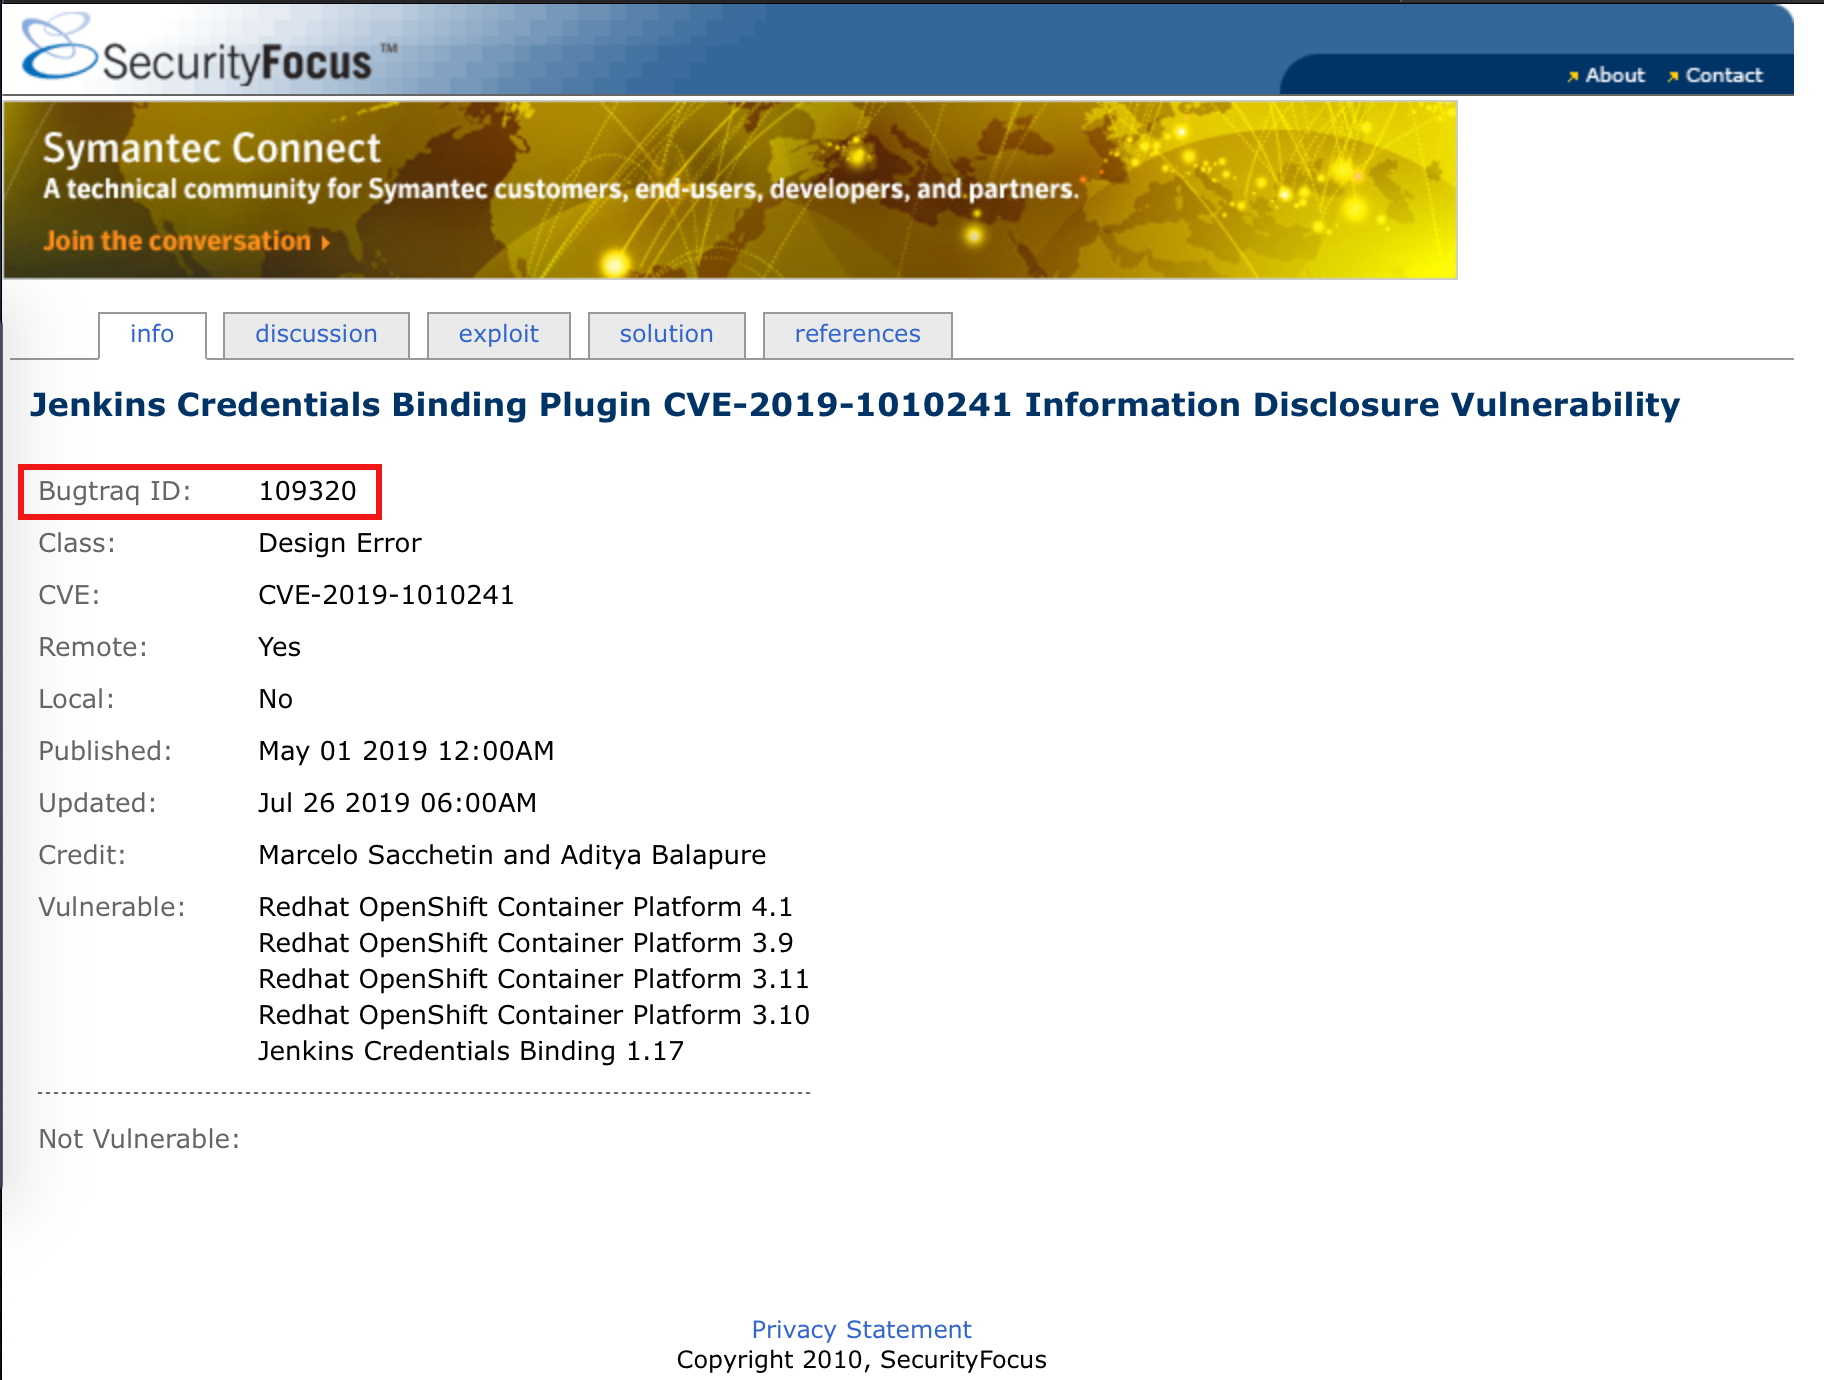 SecurityFocus™
About Contact
Symantec Connect
A technical community for Symantec customers, end-users, developers, and partners.
Join the conversation
info discussion exploit solution references
Jenkins Credentials Binding Plugin CVE-2019-1010241 Information Disclosure Vulnerability
Bugtraq ID: 109320
Class: Design Error
CVE: CVE-2019-1010241
Remote: Yes
Local: No
Published: May 01 2019 12:00AM
Updated: Jul 26 2019 06:00AM
Credit: Marcelo Sacchetin and Aditya Balapure
Vulnerable: Redhat OpenShift Container Platform 4.1
Redhat OpenShift Container Platform 3.9
Redhat OpenShift Container Platform 3.11
Redhat OpenShift Container Platform 3.10
Jenkins Credentials Binding 1.17
Not Vulnerable:
Privacy Statement
Copyright 2010, SecurityFocus